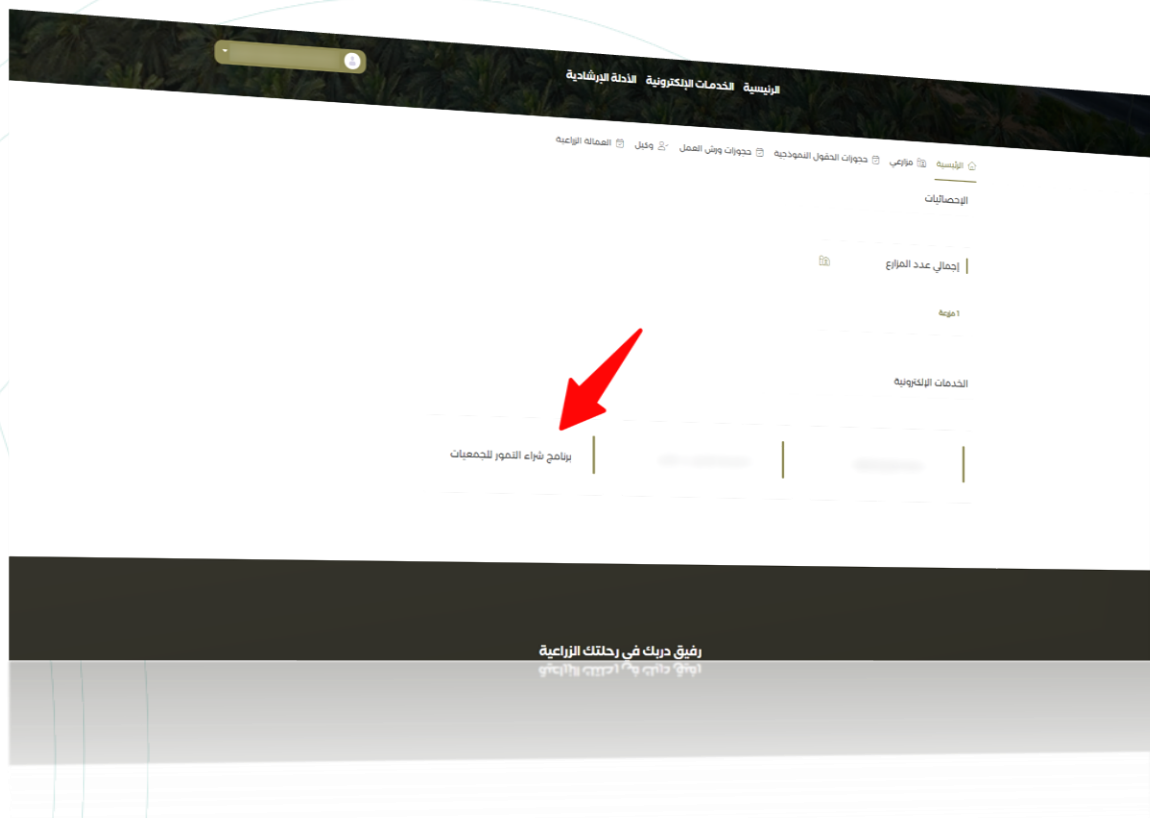 الرئيسية الخدمات الإلكترونية الأدلة الإرشادية
الرئيسية مزارعي حجوزات الحقول النموذجية حجوزات ورش العمل وكيل العمالة الزراعية
الإحصائيات
إجمالي عدد المزارع
1 مزرعة
الخدمات الإلكترونية
برنامج شراء التمور للجمعيات
رفيق دربك في رحلتك الزراعية